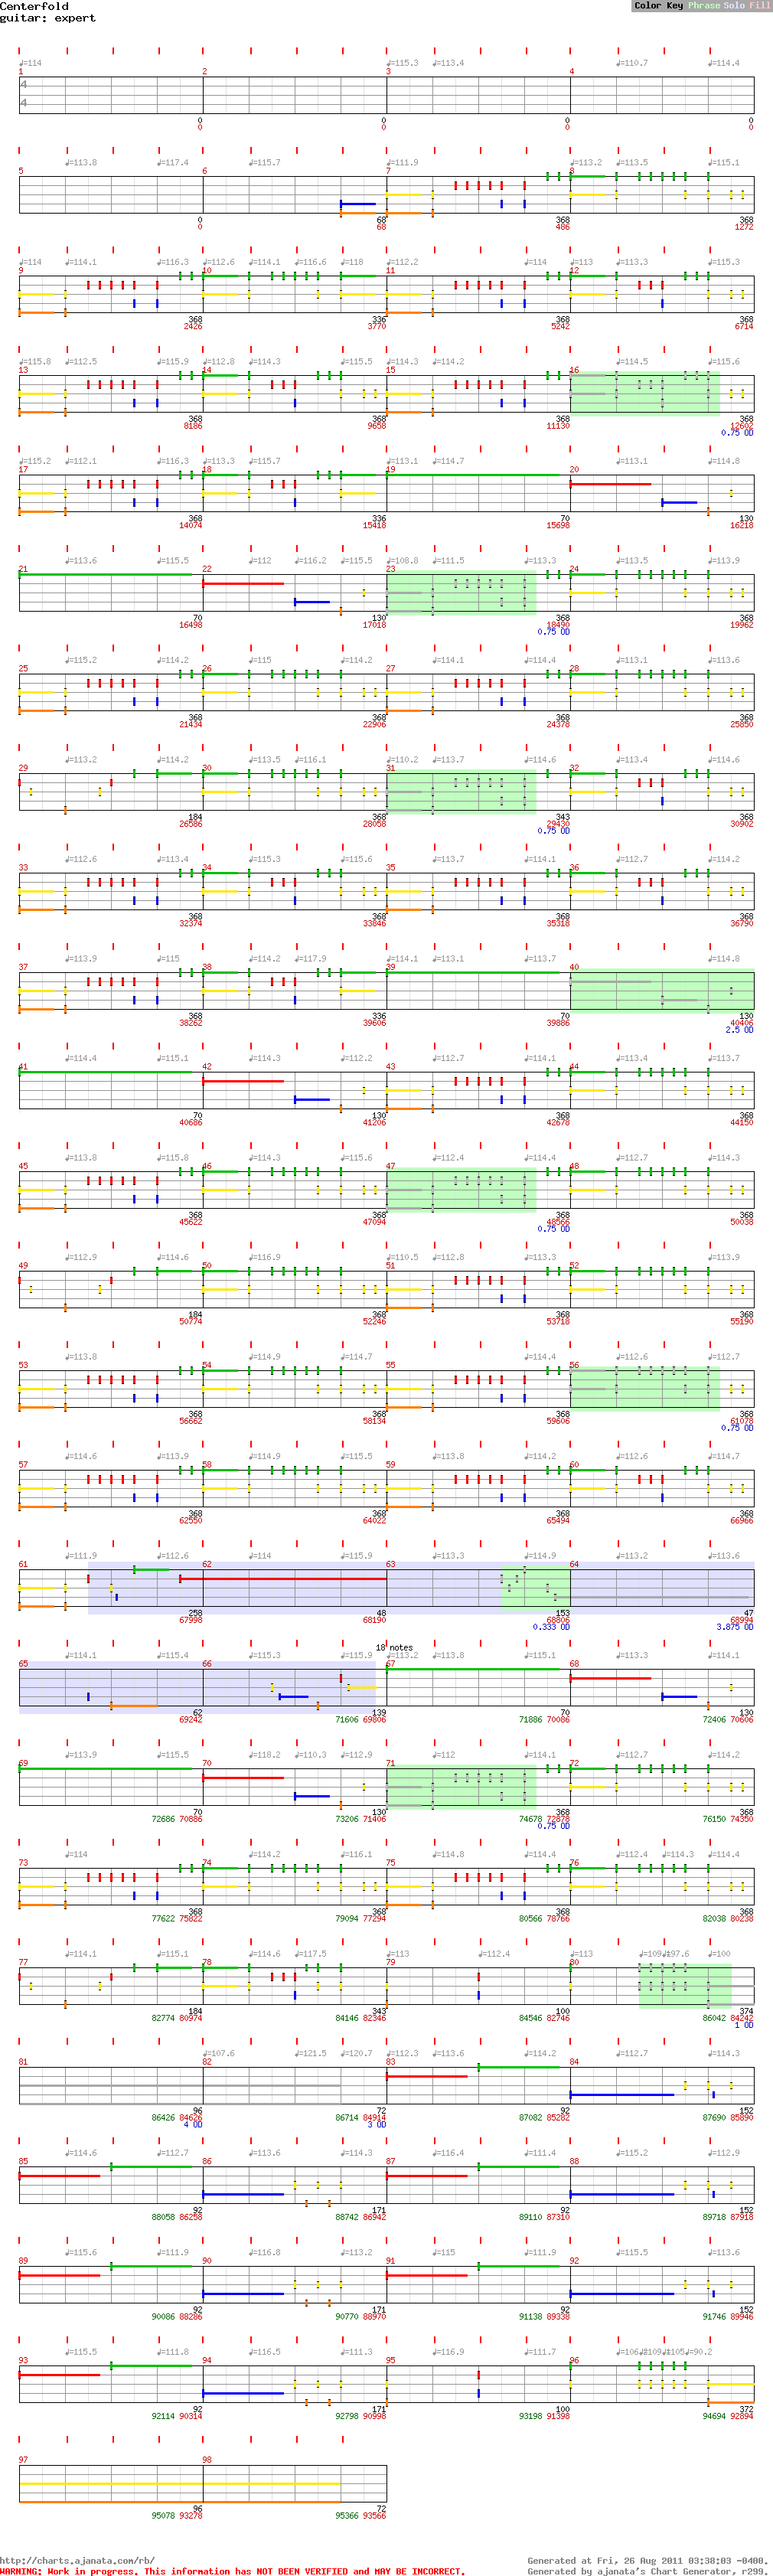 Centerfold
guitar: expert
Color Key Phrase Solo Fill
♩=114 ♩=115.3 ♩=113.4 ♩=110.7 ♩=114.4
1 2 3 4
4
4
0 0 0 0
0 0 0 0
♩=113.8 ♩=117.4 ♩=115.7 ♩=111.9 ♩=113.2 ♩=113.5 ♩=115.1
5 6 7 8
0 68 368 368
0 68 486 1272
♩=114 ♩=114.1 ♩=116.3 ♩=112.6 ♩=114.1 ♩=116.6 ♩=118 ♩=112.2 ♩=114 ♩=113 ♩=113.3 ♩=115.3
9 10 11 12
368 336 368 368
2426 3770 5242 6714
♩=115.8 ♩=112.5 ♩=115.9 ♩=112.8 ♩=114.3 ♩=115.5 ♩=114.3 ♩=114.2 ♩=114.5 ♩=115.6
13 14 15 16
368 368 368 368
8186 9658 11130 12602
0.75 OD
♩=115.2 ♩=112.1 ♩=116.3 ♩=113.3 ♩=115.7 ♩=113.1 ♩=114.7 ♩=113.1 ♩=114.8
17 18 19 20
368 336 70 130
14074 15418 15698 16218
♩=113.6 ♩=115.5 ♩=112 ♩=116.2 ♩=115.5 ♩=108.8 ♩=111.5 ♩=113.3 ♩=113.5 ♩=113.9
21 22 23 24
70 130 368 368
16498 17018 18490 19962
0.75 OD
♩=115.2 ♩=114.2 ♩=115 ♩=114.2 ♩=114.1 ♩=114.4 ♩=113.1 ♩=113.6
25 26 27 28
368 368 368 368
21434 22906 24378 25850
♩=113.2 ♩=114.2 ♩=113.5 ♩=116.1 ♩=110.2 ♩=113.7 ♩=114.6 ♩=113.4 ♩=114.6
29 30 31 32
184 368 343 368
26586 28058 29430 30902
0.75 OD
♩=112.6 ♩=113.4 ♩=115.3 ♩=115.6 ♩=113.7 ♩=114.1 ♩=112.7 ♩=114.2
33 34 35 36
368 368 368 368
32374 33846 35318 36790
♩=113.9 ♩=115 ♩=114.2 ♩=117.9 ♩=114.1 ♩=113.1 ♩=113.7 ♩=114.8
37 38 39 40
368 336 70 130
38262 39606 39886 40406
2.5 OD
♩=114.4 ♩=115.1 ♩=114.3 ♩=112.2 ♩=112.7 ♩=114.1 ♩=113.4 ♩=113.7
41 42 43 44
70 130 368 368
40686 41206 42678 44150
♩=113.8 ♩=115.8 ♩=114.3 ♩=115.6 ♩=112.4 ♩=114.4 ♩=112.7 ♩=114.3
45 46 47 48
368 368 368 368
45622 47094 48566 50038
0.75 OD
♩=112.9 ♩=114.6 ♩=116.9 ♩=110.5 ♩=112.8 ♩=113.3 ♩=113.9
49 50 51 52
184 368 368 368
50774 52246 53718 55190
♩=113.8 ♩=114.9 ♩=114.7 ♩=114.4 ♩=112.6 ♩=112.7
53 54 55 56
368 368 368 368
56662 58134 59606 61078
0.75 OD
♩=114.6 ♩=113.9 ♩=114.9 ♩=115.5 ♩=113.8 ♩=114.2 ♩=112.6 ♩=114.7
57 58 59 60
368 368 368 368
62550 64022 65494 66966
♩=111.9 ♩=112.6 ♩=114 ♩=113.3 ♩=114.9 ♩=113.2 ♩=113.6
61 62 63 64
258 48 153 47
67998 68190 68806 68994
0.333 OD 3.875 OD
18 notes
♩=114.1 ♩=115.4 ♩=115.3 ♩=115.9 ♩=113.2 ♩=113.8 ♩=115.1 ♩=113.3 ♩=114.1
65 66 67 68
62 139 70 130
69242 71606 69806 71886 70086 72406 70606
♩=113.9 ♩=115.5 ♩=118.2 ♩=110.3 ♩=112.9 ♩=112 ♩=114.1 ♩=112.7 ♩=114.2
69 70 71 72
70 130 368 368
72686 70886 73206 71406 74678 72878 76150 74350
0.75 OD
♩=114 ♩=114.2 ♩=116.1 ♩=114.8 ♩=114.4 ♩=112.4 ♩=114.3 ♩=114.4
73 74 75 76
368 368 368 368
77622 75822 79094 77294 80566 78766 82038 80238
♩=114.1 ♩=115.1 ♩=114.6 ♩=117.5 ♩=113 ♩=112.4 ♩=113 ♩=97.6 ♩=100
77 78 79 80
184 343 100 374
82774 80974 84146 82346 84546 82746 86042 84242
1 OD
♩=107.6 ♩=121.5 ♩=120.7 ♩=112.3 ♩=113.6 ♩=114.2 ♩=112.7 ♩=114.3
81 82 83 84
96 72 92 152
86426 84626 86714 84914 87082 85282 87690 85890
4 OD 3 OD
♩=114.6 ♩=112.7 ♩=113.6 ♩=114.3 ♩=116.4 ♩=111.4 ♩=115.2 ♩=112.9
85 86 87 88
92 171 92 152
88058 86258 88742 86942 89110 87310 89718 87918
♩=115.6 ♩=111.9 ♩=116.8 ♩=113.2 ♩=115 ♩=111.9 ♩=115.5 ♩=113.6
89 90 91 92
92 171 92 152
90086 88286 90770 88970 91138 89338 91746 89946
♩=115.5 ♩=111.8 ♩=116.5 ♩=111.3 ♩=116.9 ♩=111.7 ♩=90.2
93 94 95 96
92 171 100 372
92114 90314 92798 90998 93198 91398 94694 92894
97 98
96 72
95078 93278 95366 93566
http://charts.ajanata.com/rb/ Generated at Fri, 26 Aug 2011 03:38:03 -0400.
WARNING: Work in progress. This information has NOT BEEN VERIFIED and MAY BE INCORRECT. Generated by ajanata's Chart Generator, r299.